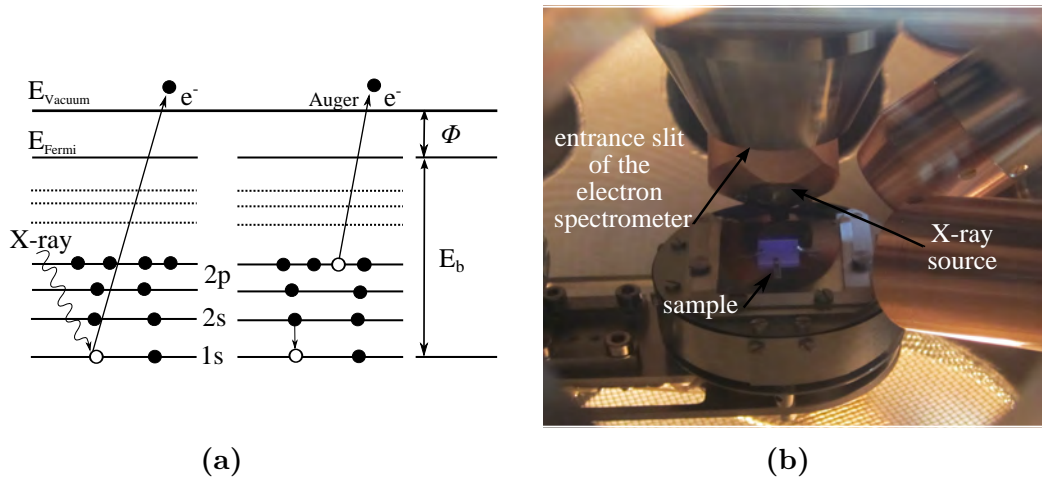 E_Vacuum
e-
Auger
e-
Φ
E_Fermi
X-ray
2p
E_b
2s
1s
(a)
entrance slit
of the
electron
spectrometer
X-ray
source
sample
(b)